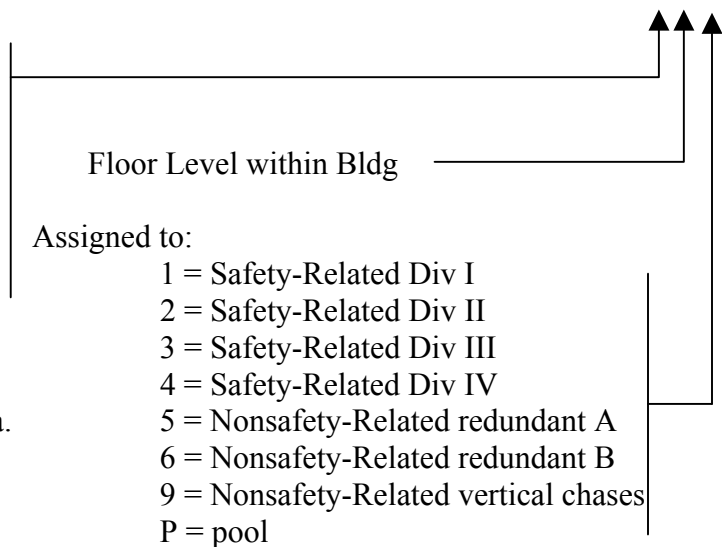 Floor Level within Bldg
Assigned to:
1 = Safety-Related Div I
2 = Safety-Related Div II
3 = Safety-Related Div III
4 = Safety-Related Div IV
5 = Nonsafety-Related redundant A
6 = Nonsafety-Related redundant B
9 = Nonsafety-Related vertical chases
P = pool